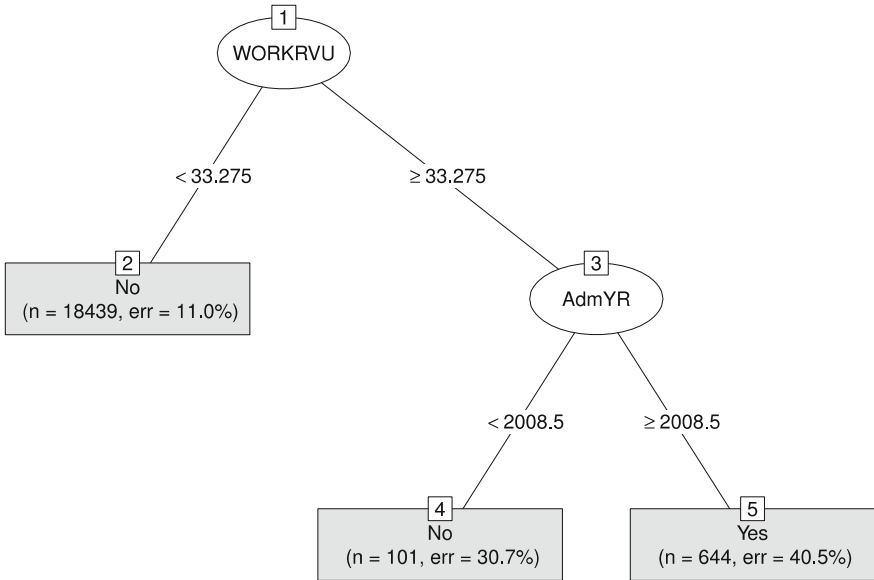 1
WORKRVU
< 33.275
≥ 33.275
2
No
(n = 18439, err = 11.0%)
3
AdmYR
< 2008.5
≥ 2008.5
4
No
(n = 101, err = 30.7%)
5
Yes
(n = 644, err = 40.5%)